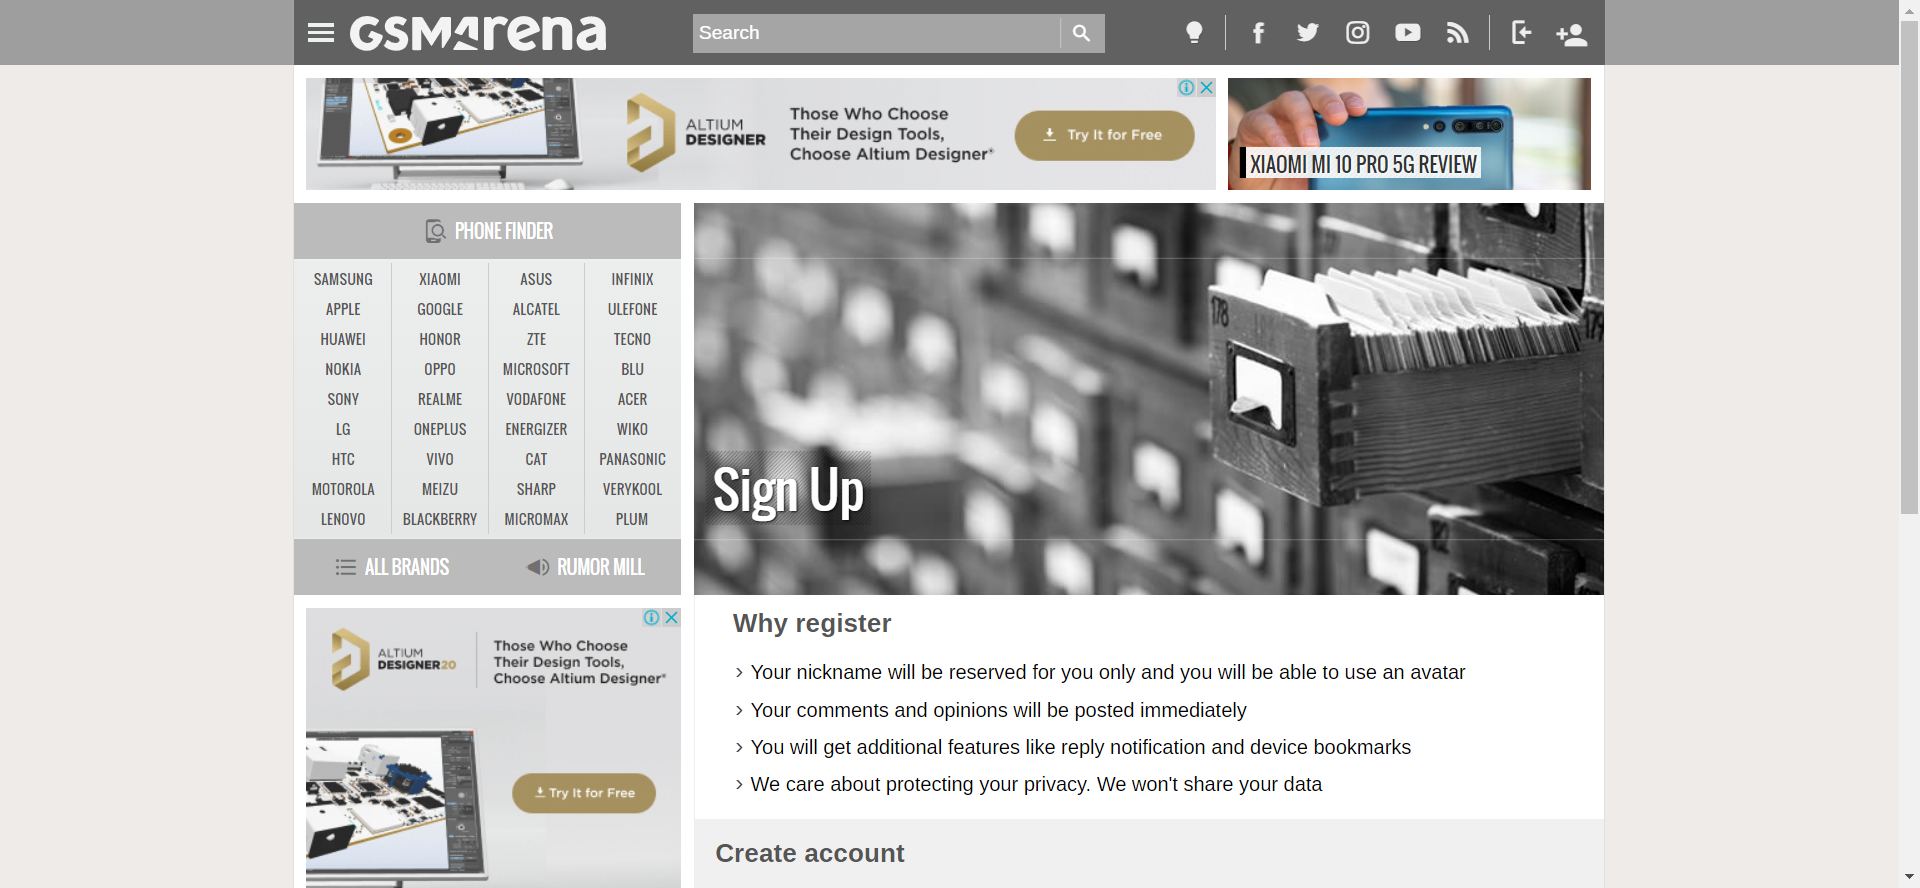 GSMArena
Search
ALTIUM
DESIGNER
Those Who Choose
Their Design Tools,
Choose Altium Designer®
Try It for Free
XIAOMI MI 10 PRO 5G REVIEW
PHONE FINDER
SAMSUNG XIAOMI ASUS INFINIX
APPLE GOOGLE ALCATEL ULEFONE
HUAWEI HONOR ZTE TECNO
NOKIA OPPO MICROSOFT BLU
SONY REALME VODAFONE ACER
LG ONEPLUS ENERGIZER WIKO
HTC VIVO CAT PANASONIC
MOTOROLA MEIZU SHARP VERYKOOL
LENOVO BLACKBERRY MICROMAX PLUM
ALL BRANDS RUMOR MILL
178
Sign Up
ALTIUM
DESIGNER20
Those Who Choose
Their Design Tools,
Choose Altium Designer®
Try It for Free
Why register
Your nickname will be reserved for you only and you will be able to use an avatar
Your comments and opinions will be posted immediately
You will get additional features like reply notification and device bookmarks
We care about protecting your privacy. We won't share your data
Create account